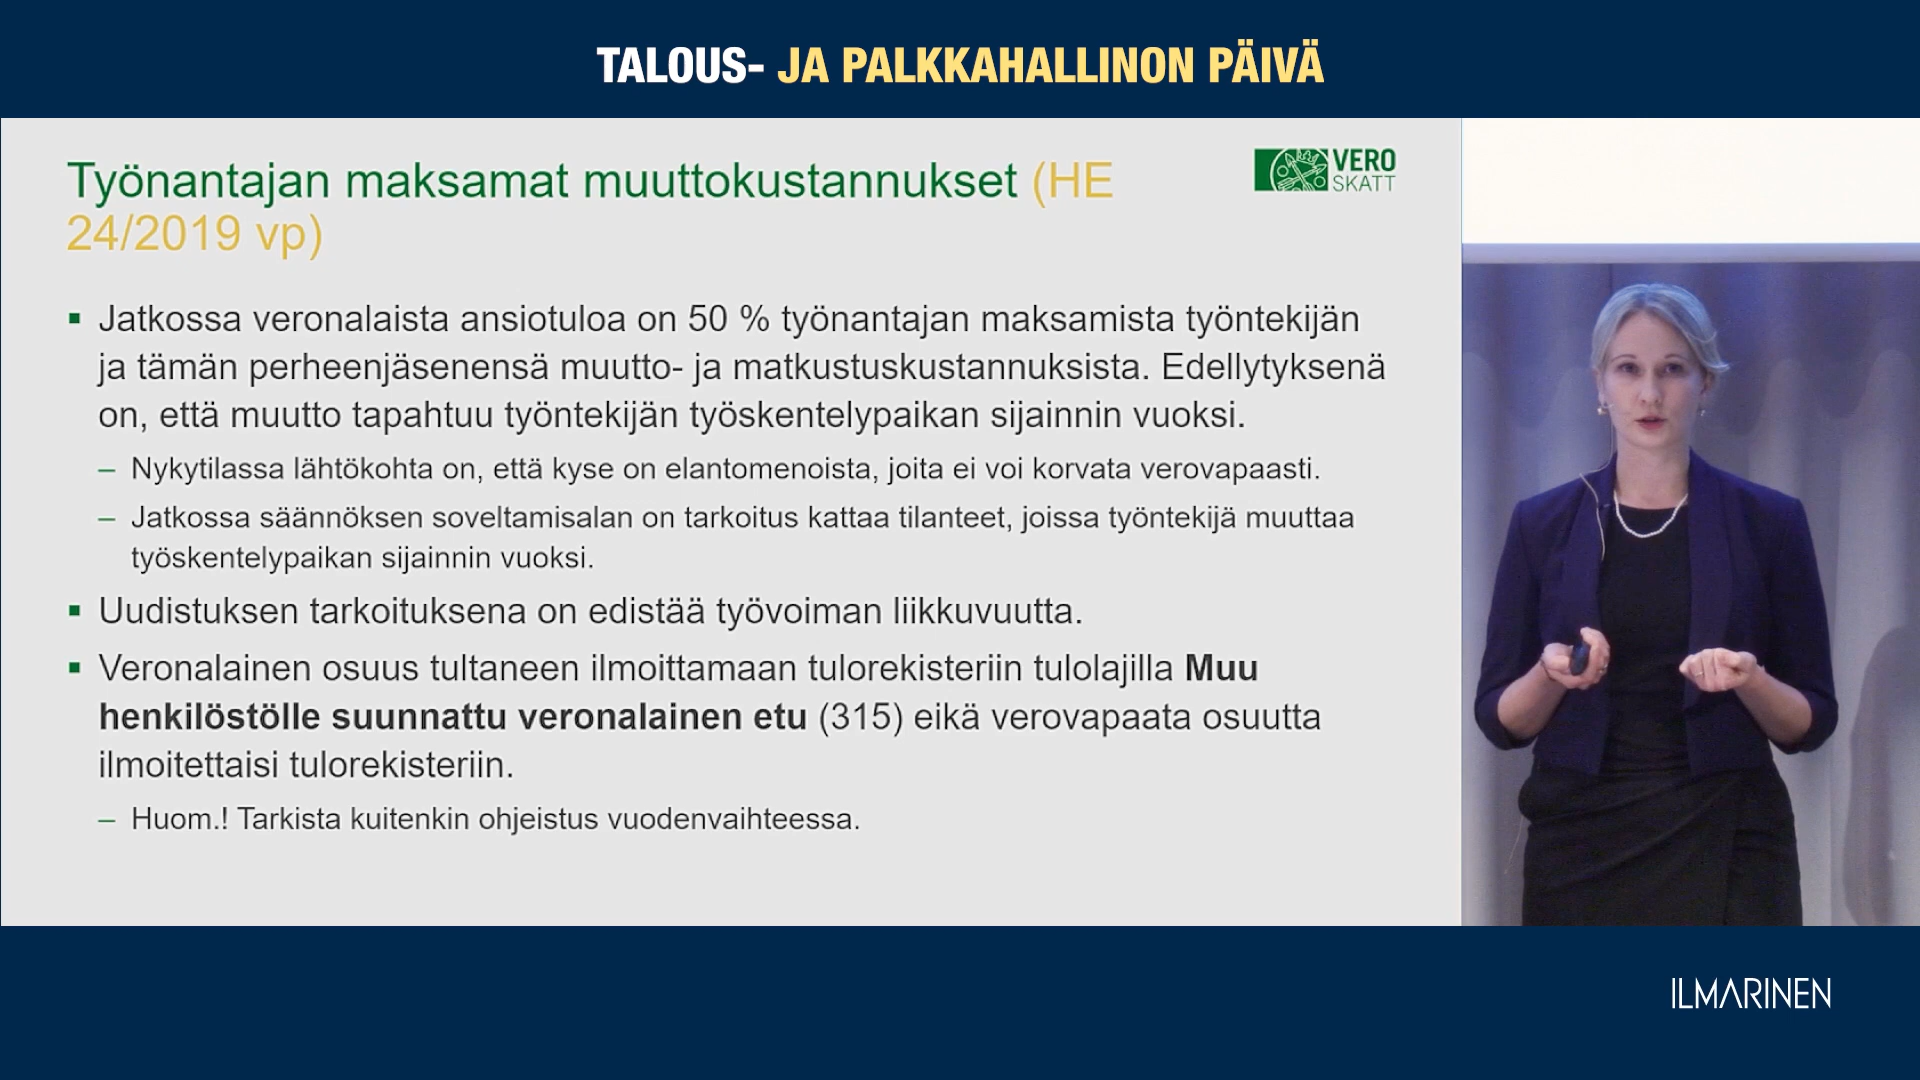 TALOUS- JA PALKKAHALLINON PÄIVÄ
Työnantajan maksamat muuttokustannukset (HE
24/2019 vp)
VERO
SKATT
▪ Jatkossa veronalaista ansiotuloa on 50 % työnantajan maksamista työntekijän
ja tämän perheenjäsenensä muutto- ja matkustuskustannuksista. Edellytyksenä
on, että muutto tapahtuu työntekijän työskentelypaikan sijainnin vuoksi.
– Nykytilassa lähtökohta on, että kyse on elantomenoista, joita ei voi korvata verovapaasti.
– Jatkossa säännöksen soveltamisalan on tarkoitus kattaa tilanteet, joissa työntekijä muuttaa
työskentelypaikan sijainnin vuoksi.
▪ Uudistuksen tarkoituksena on edistää työvoiman liikkuvuutta.
▪ Veronalainen osuus tultaneen ilmoittamaan tulorekisteriin tulolajilla Muu
henkilöstölle suunnattu veronalainen etu (315) eikä verovapaata osuutta
ilmoitettaisi tulorekisteriin.
– Huom.! Tarkista kuitenkin ohjeistus vuodenvaihteessa.
ILMARINEN